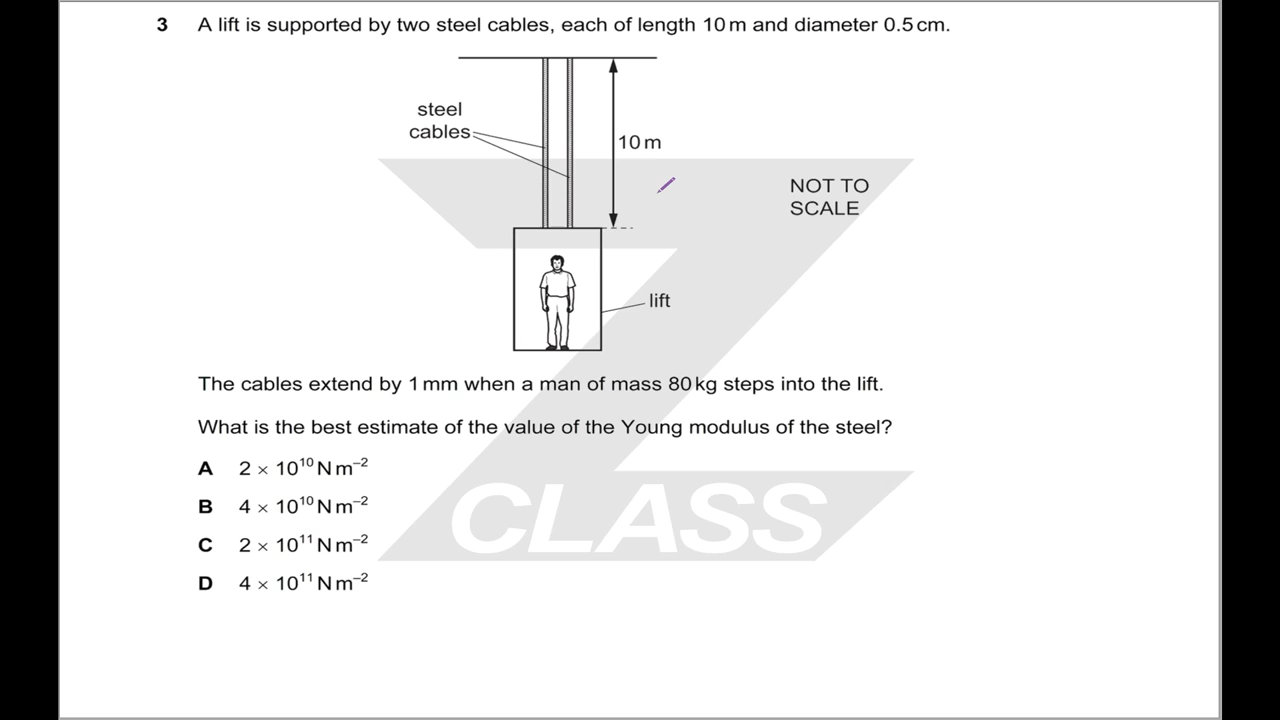 3 A lift is supported by two steel cables, each of length 10 m and diameter 0.5 cm.
steel
cables
10 m
NOT TO
SCALE
lift
The cables extend by 1 mm when a man of mass 80 kg steps into the lift.
What is the best estimate of the value of the Young modulus of the steel?
A 2 × 10¹⁰ N m⁻²
B 4 × 10¹⁰ N m⁻²
C 2 × 10¹¹ N m⁻²
D 4 × 10¹¹ N m⁻²
CLASS